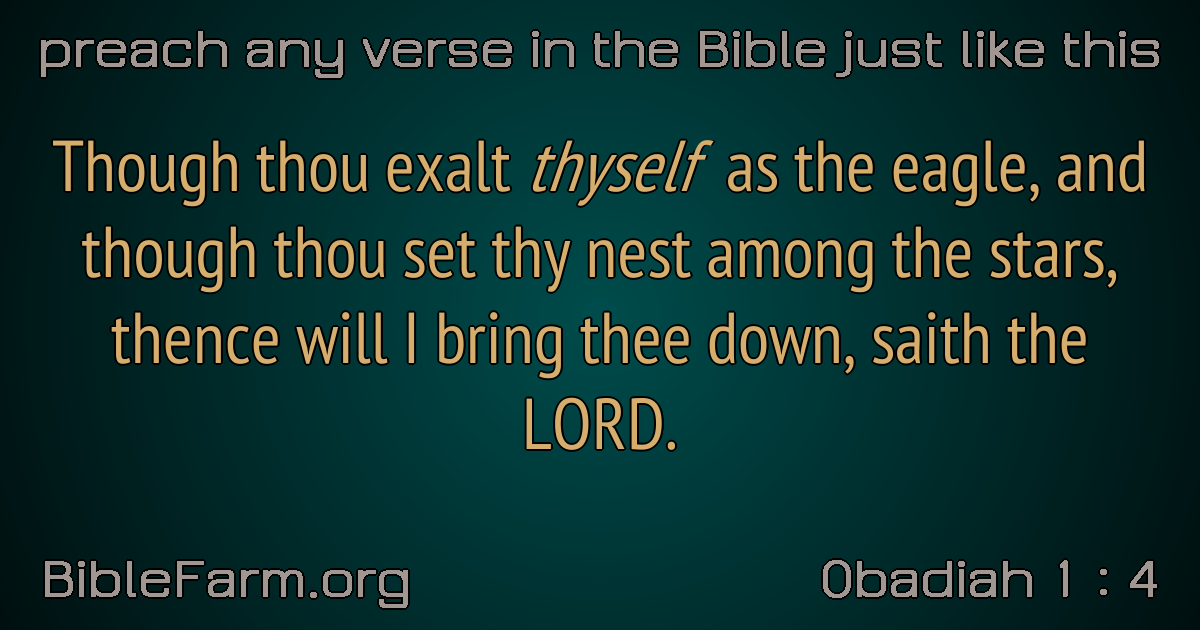 preach any verse in the Bible just like this
Though thou exalt thyself as the eagle, and
though thou set thy nest among the stars,
thence will I bring thee down, saith the
LORD.
BibleFarm.org
Obadiah 1 : 4